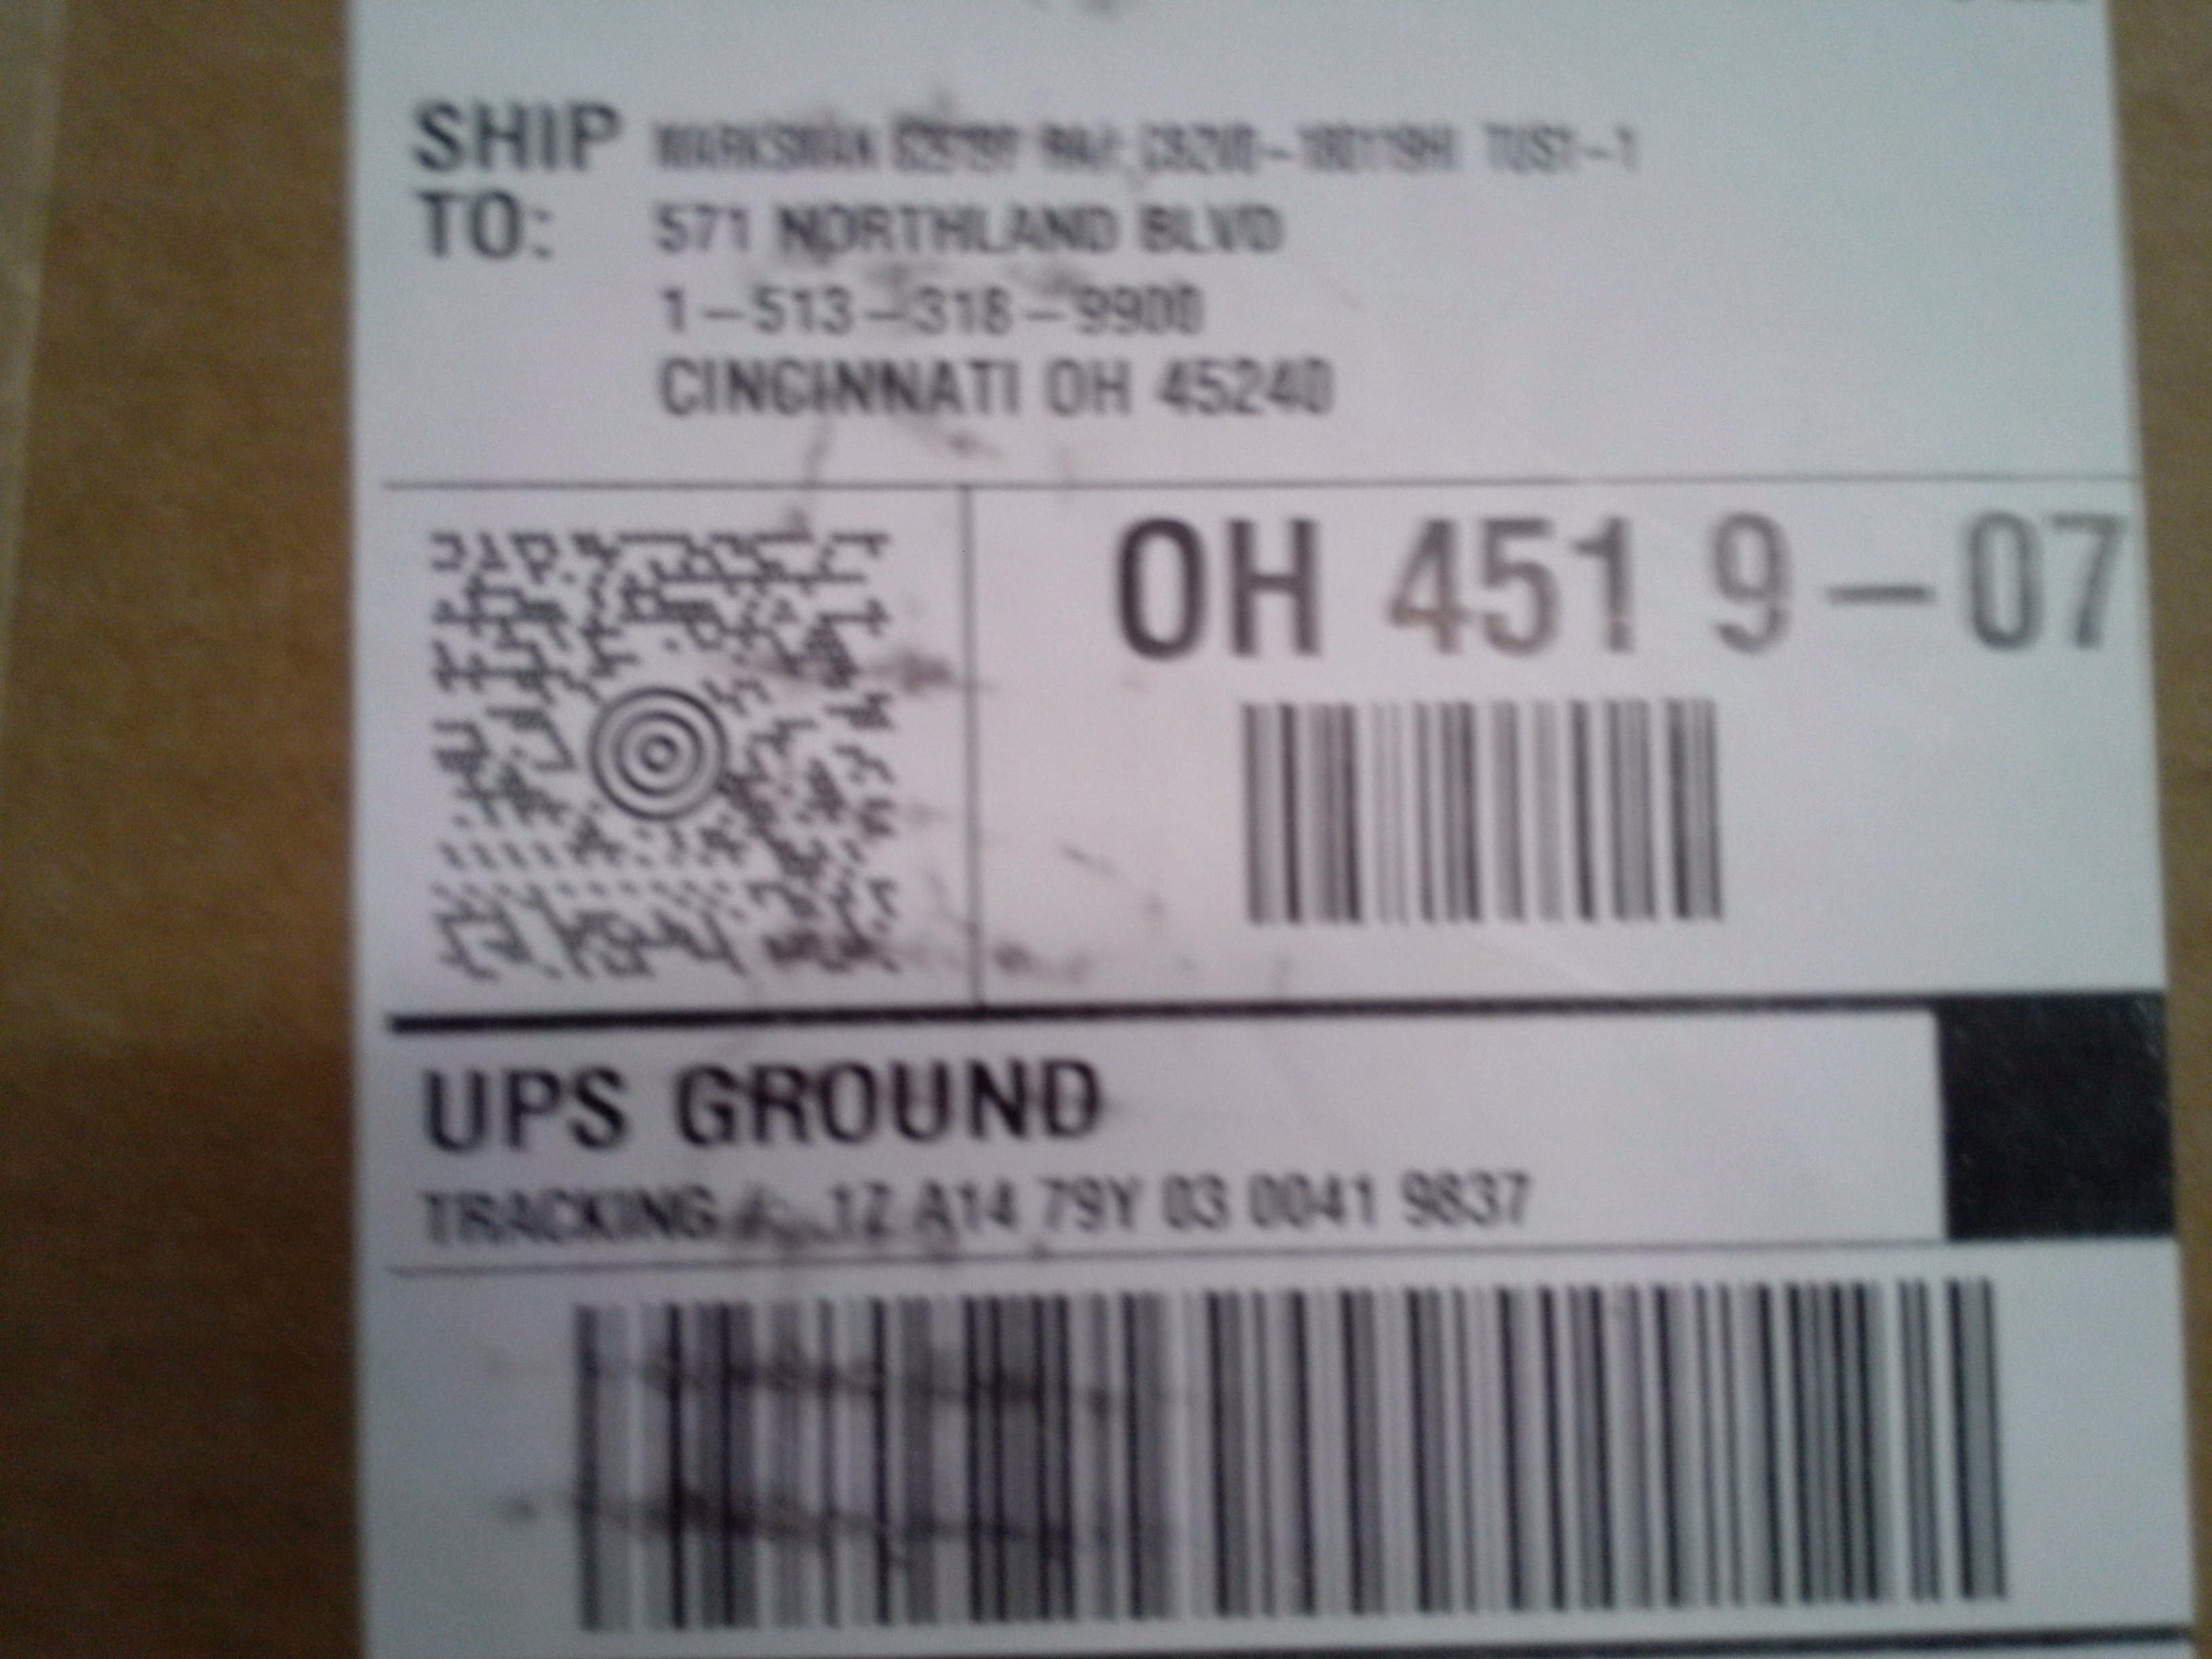 SHIP
TO:
MARKSMAN
571 NORTHLAND BLVD
1-513-318-9900
CINCINNATI OH 45240
OH 451 9-07
UPS GROUND
TRACKING 1Z A14 79Y 03 0041 9837